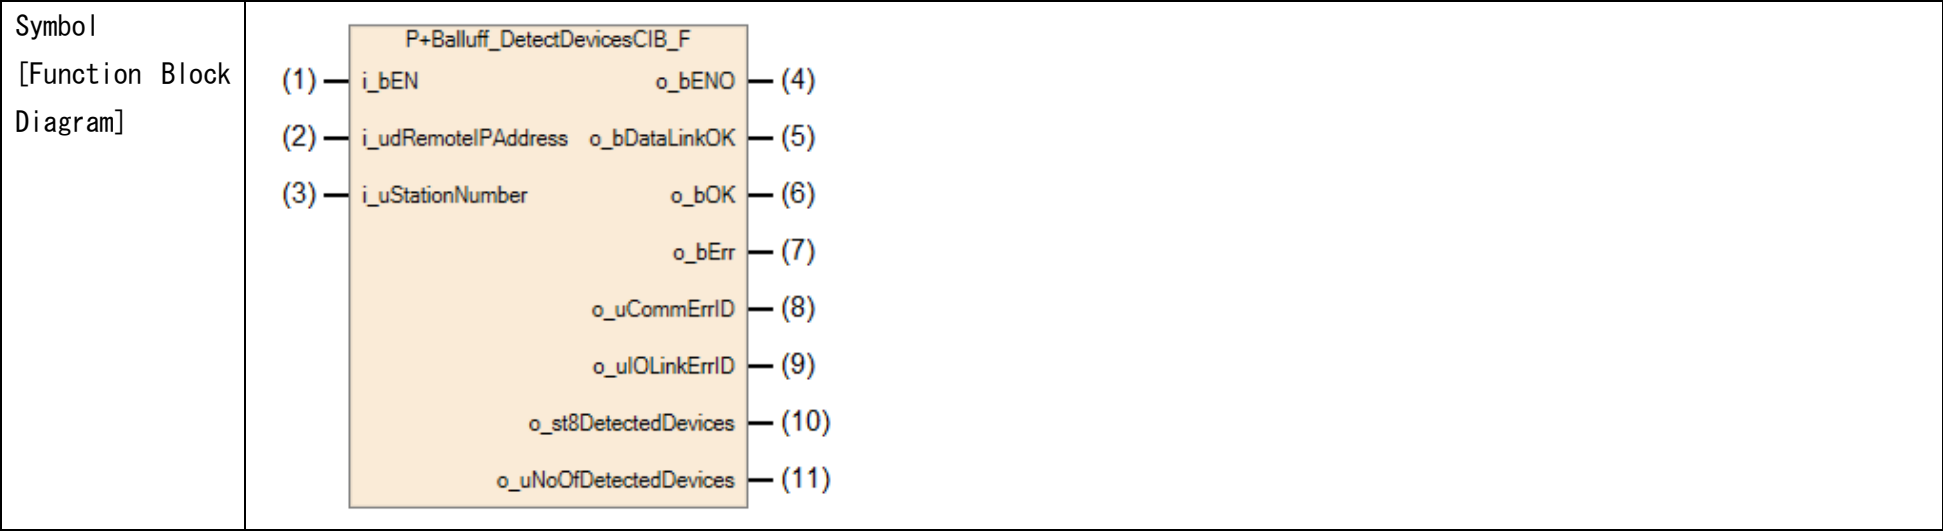 Symbol
[Function Block
Diagram]
P+Balluff_DetectDevicesCIB_F
(1) i_bEN o_bENO (4)
(2) i_udRemoteIPAddress o_bDataLinkOK (5)
(3) i_uStationNumber o_bOK (6)
o_bErr (7)
o_uCommErrID (8)
o_uIOLinkErrID (9)
o_st8DetectedDevices (10)
o_uNoOfDetectedDevices (11)